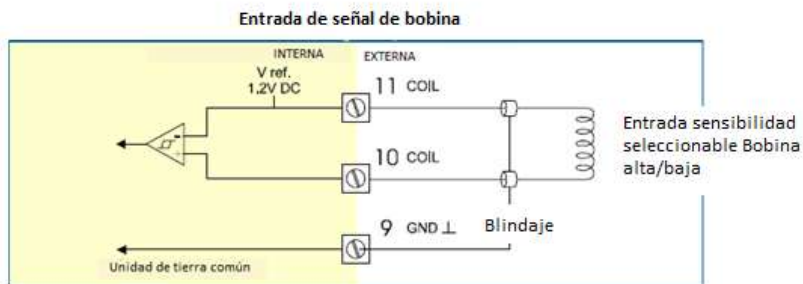 Entrada de señal de bobina
INTERNA
EXTERNA
V ref.
1,2V DC
11 COIL
10 COIL
Entrada sensibilidad
seleccionable Bobina
alta/baja
9 GND ⊥
Blindaje
Unidad de tierra común